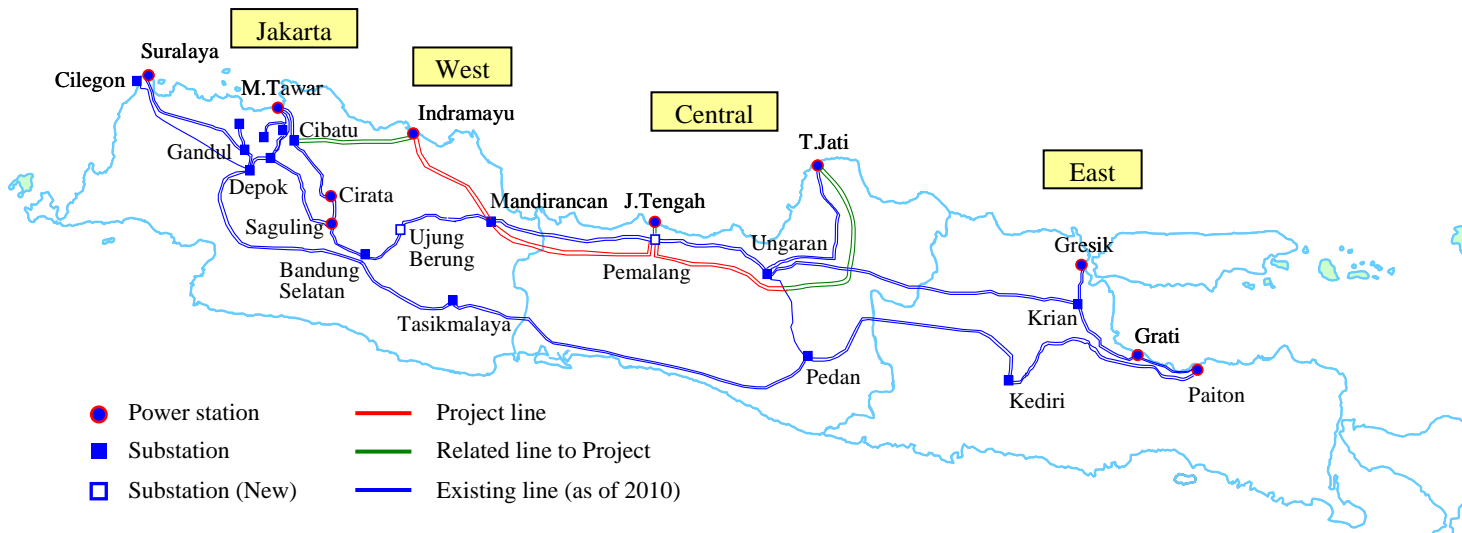 Jakarta
Suralaya
West
Cilegon
M.Tawar
Indramayu
Central
Cibatu
Gandul
T.Jati
East
Depok
Cirata
Mandirancan
J.Tengah
Saguling
Ujung
Berung
Ungaran
Gresik
Bandung
Selatan
Pemalang
Tasikmalaya
Krian
Grati
Pedan
Kediri
Paiton
Power station
Project line
Substation
Related line to Project
Substation (New)
Existing line (as of 2010)